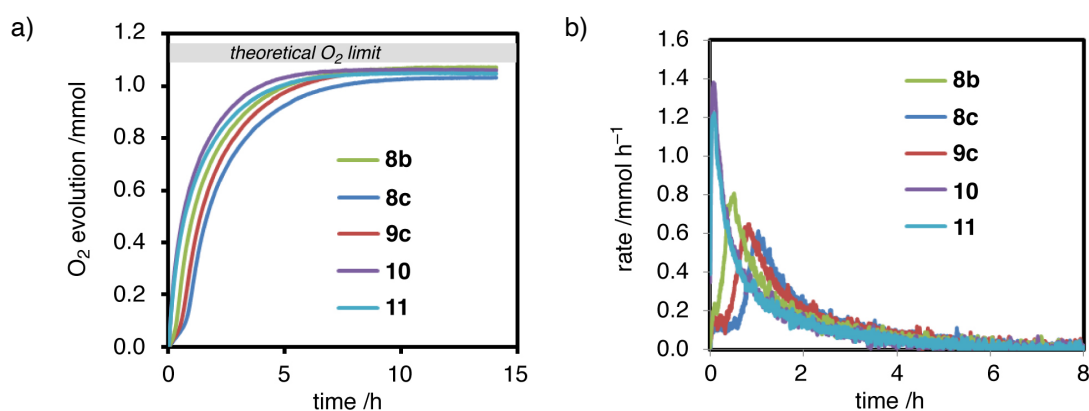 a)
O₂ evolution /mmol
1.2
1.0
0.8
0.6
0.4
0.2
0.0
theoretical O₂ limit
8b
8c
9c
10
11
0
5
10
15
time /h
b)
rate /mmol h⁻¹
1.6
1.4
1.2
1.0
0.8
0.6
0.4
0.2
0.0
8b
8c
9c
10
11
0
2
4
6
8
time /h